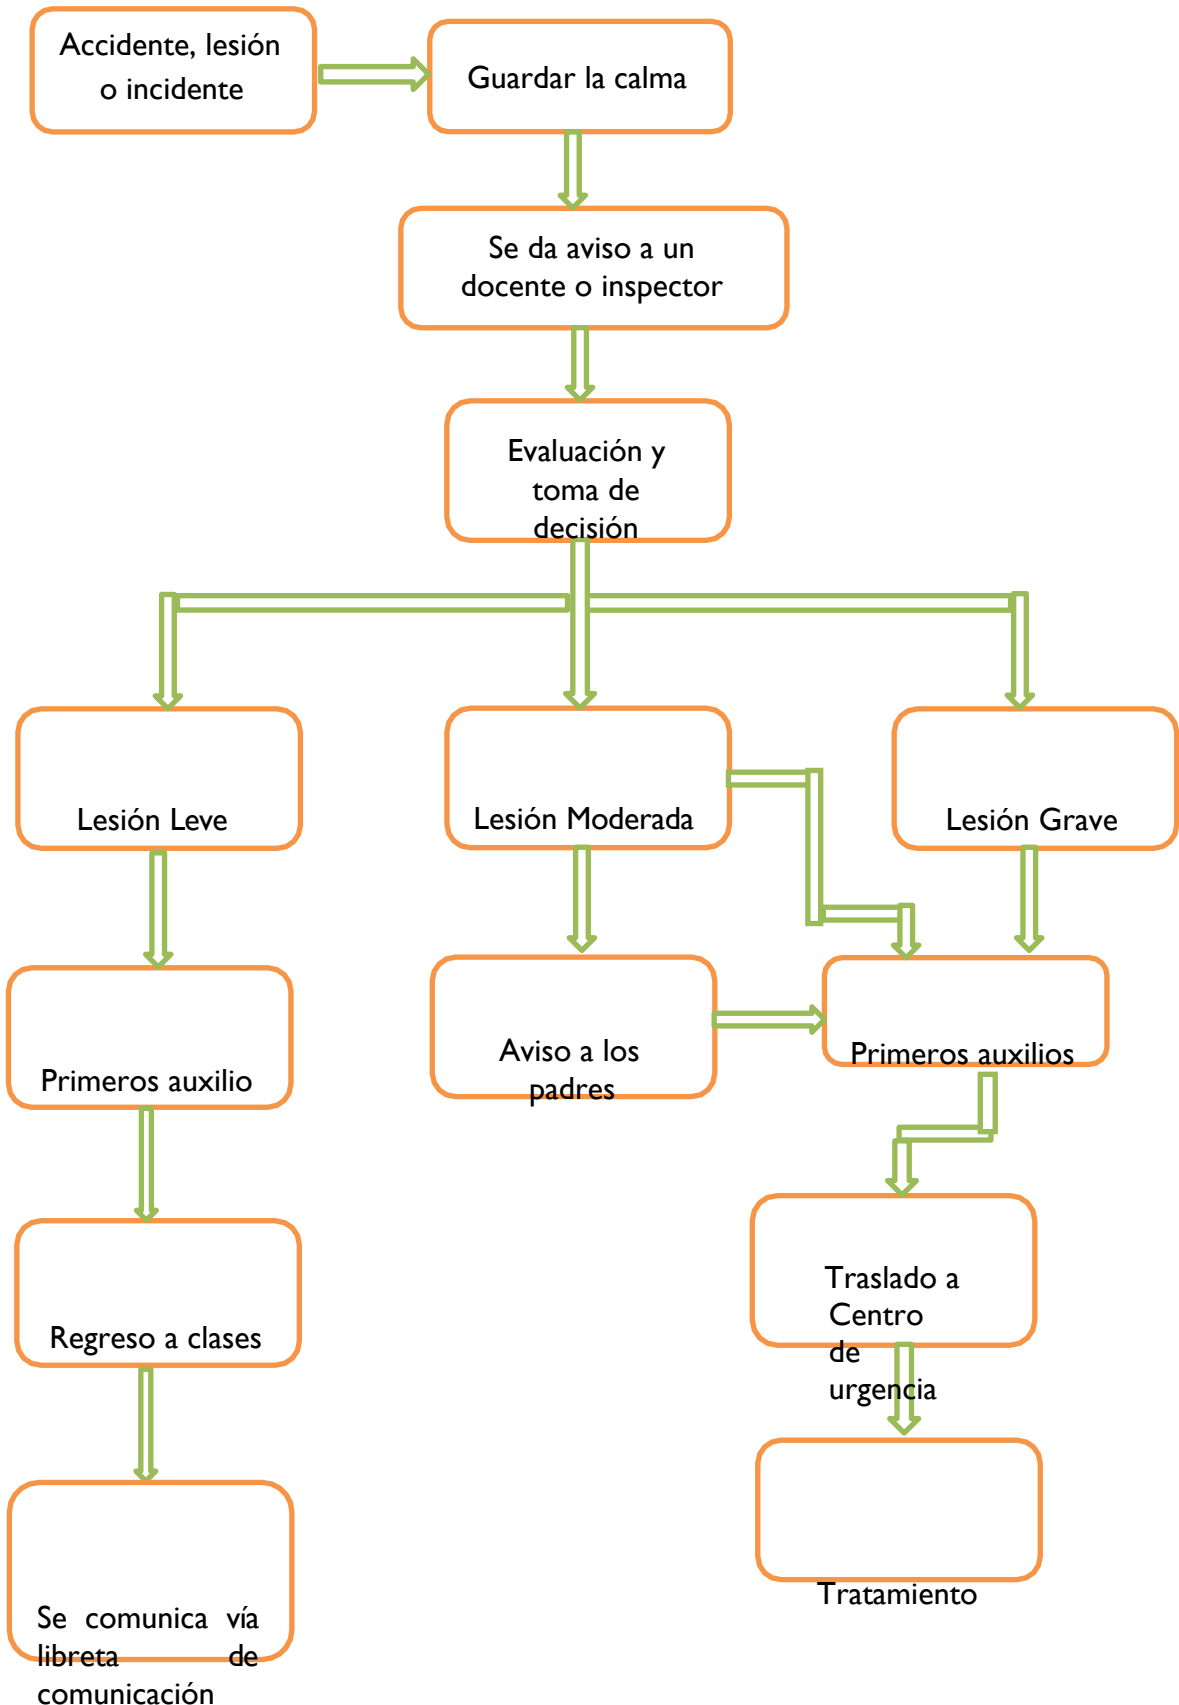 Accidente, lesión
o incidente
Guardar la calma
Se da aviso a un
docente o inspector
Evaluación y
toma de
decisión
Lesión Leve
Lesión Moderada
Lesión Grave
Primeros auxilio
Aviso a los
padres
Primeros auxilios
Regreso a clases
Traslado a
Centro
de
urgencia
Se comunica vía
libreta de
comunicación
Tratamiento